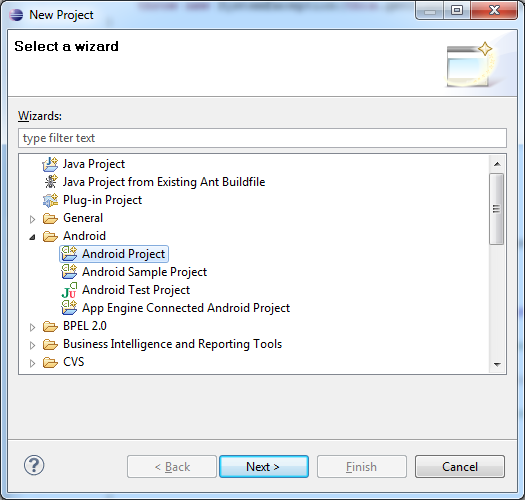 New Project
Select a wizard
Wizards:
type filter text
Java Project
Java Project from Existing Ant Buildfile
Plug-in Project
General
Android
Android Project
Android Sample Project
Android Test Project
App Engine Connected Android Project
BPEL 2.0
Business Intelligence and Reporting Tools
CVS
< Back
Next >
Finish
Cancel